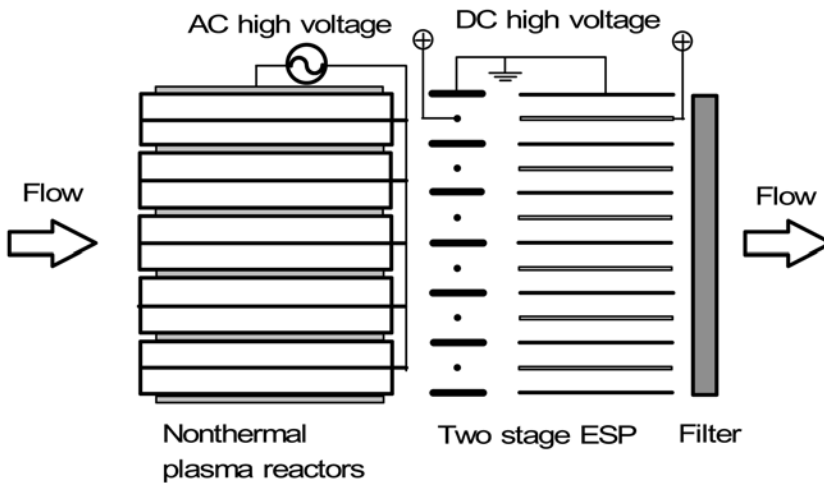 AC high voltage
DC high voltage
Flow
Flow
Nonthermal
plasma reactors
Two stage ESP
Filter